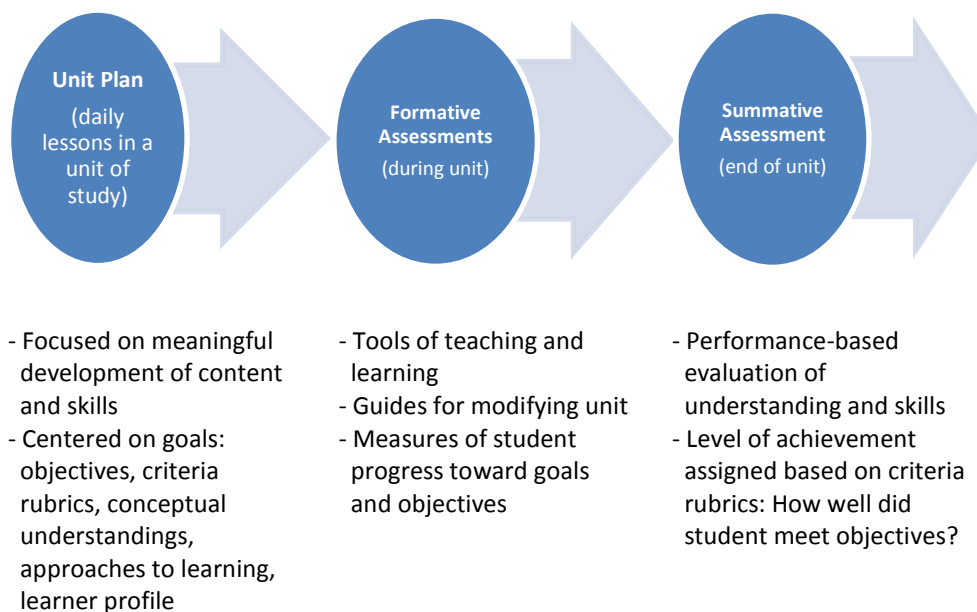 Unit Plan
(daily
lessons in a
unit of
study)
Formative
Assessments
(during unit)
Summative
Assessment
(end of unit)
- Focused on meaningful
development of content
and skills
- Centered on goals:
objectives, criteria
rubrics, conceptual
understandings,
approaches to learning,
learner profile
- Tools of teaching and
learning
- Guides for modifying unit
- Measures of student
progress toward goals
and objectives
- Performance-based
evaluation of
understanding and skills
- Level of achievement
assigned based on criteria
rubrics: How well did
student meet objectives?